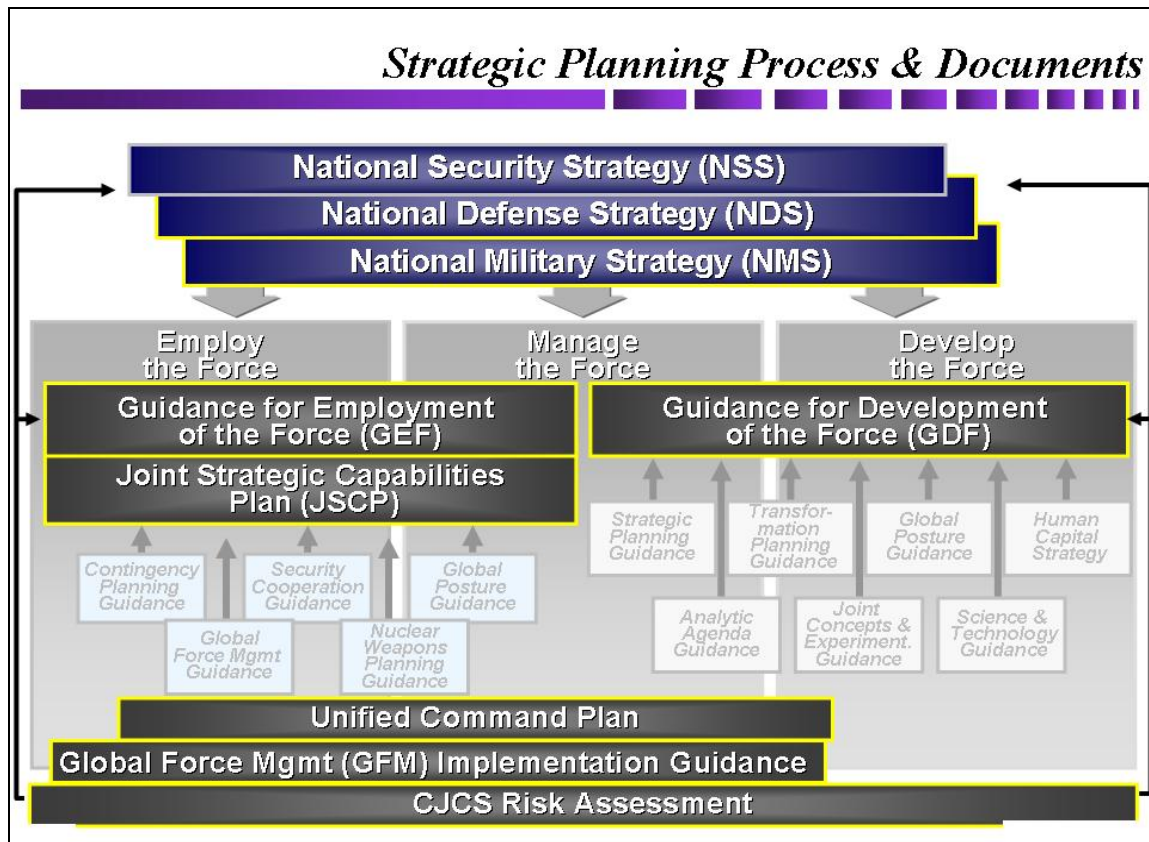 Strategic Planning Process & Documents
National Security Strategy (NSS)
National Defense Strategy (NDS)
National Military Strategy (NMS)
Employ
the Force
Manage
the Force
Develop
the Force
Guidance for Employment
of the Force (GEF)
Guidance for Development
of the Force (GDF)
Joint Strategic Capabilities
Plan (JSCP)
Strategic
Planning
Guidance
Transfor-
mation
Planning
Guidance
Global
Posture
Guidance
Human
Capital
Strategy
Contingency
Planning
Guidance
Security
Cooperation
Guidance
Global
Posture
Guidance
Global
Force Mgmt
Guidance
Nuclear
Weapons
Planning
Guidance
Analytic
Agenda
Guidance
Joint
Concepts &
Experiment.
Guidance
Science &
Technology
Guidance
Unified Command Plan
Global Force Mgmt (GFM) Implementation Guidance
CJCS Risk Assessment